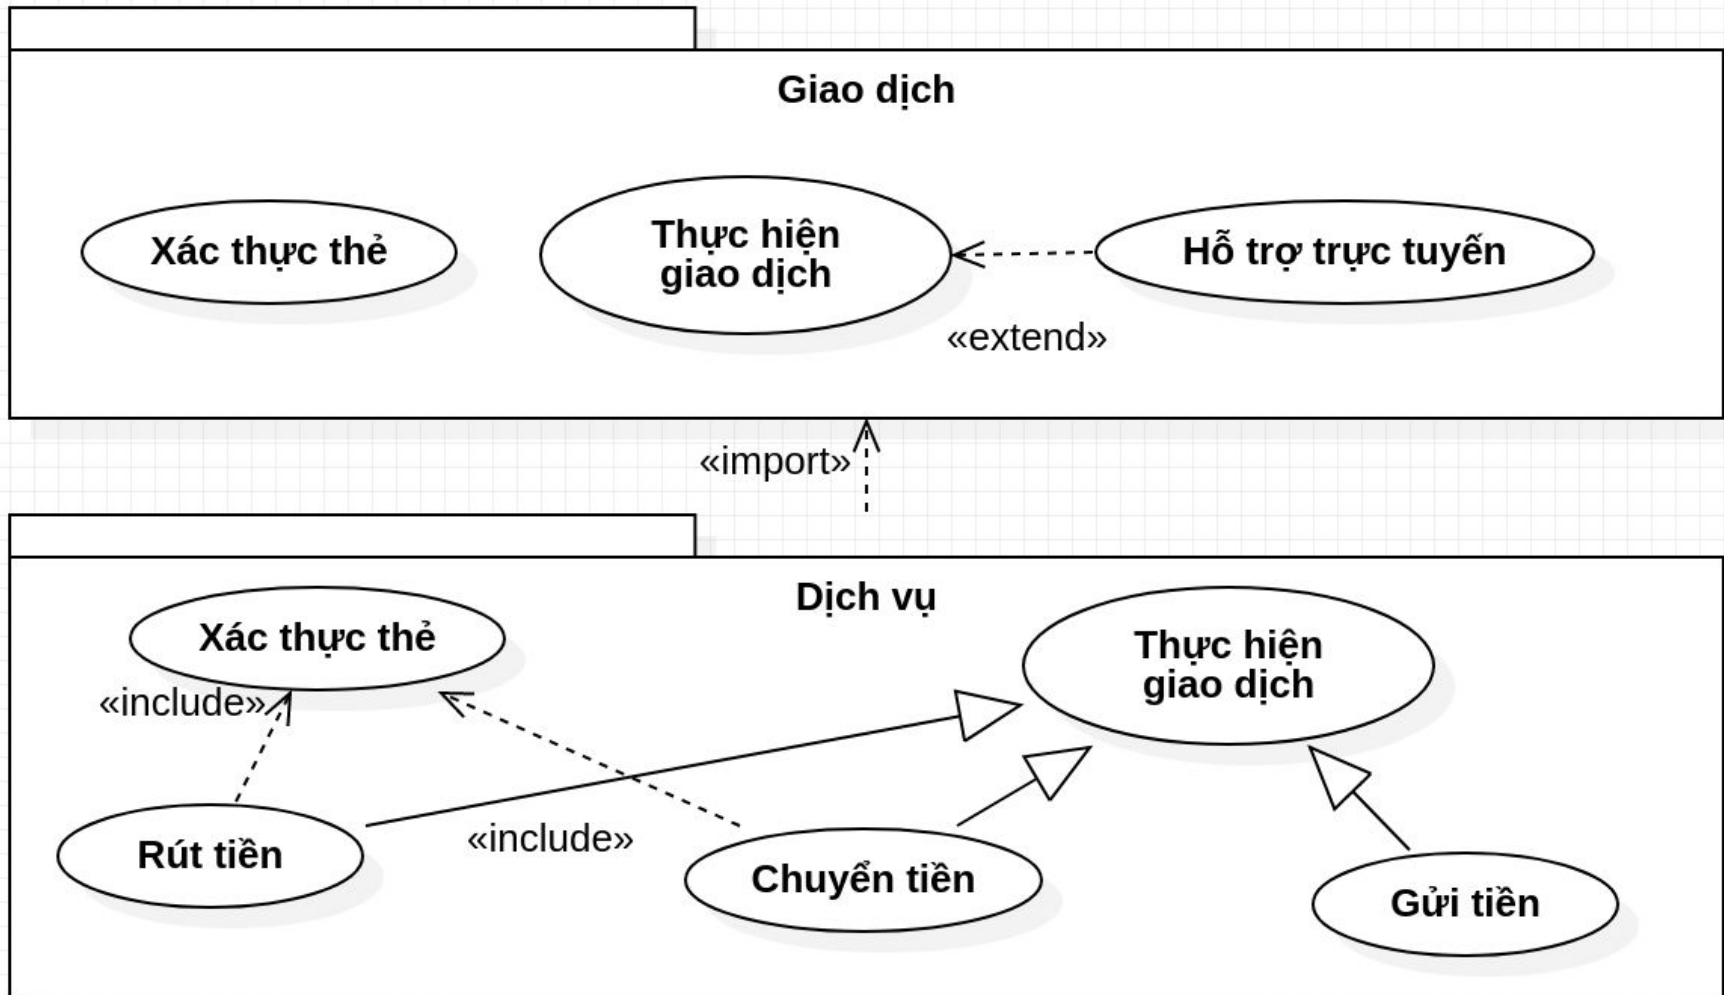 Giao dịch
Xác thực thẻ
Thực hiện
giao dịch
Hỗ trợ trực tuyến
«extend»
«import»
Dịch vụ
Xác thực thẻ
Thực hiện
giao dịch
«include»
«include»
Rút tiền
Chuyển tiền
Gửi tiền